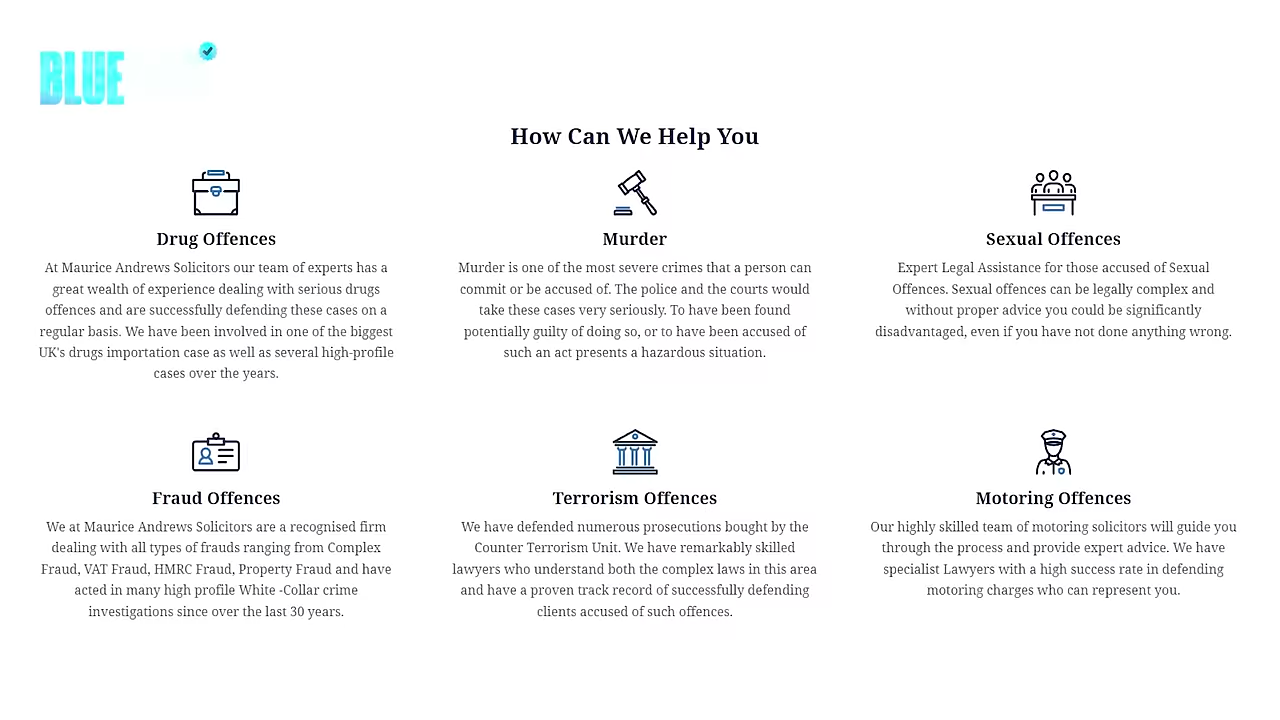 BLUE
How Can We Help You
Drug Offences
At Maurice Andrews Solicitors our team of experts has a
great wealth of experience dealing with serious drugs
offences and are successfully defending these cases on a
regular basis. We have been involved in one of the biggest
UK's drugs importation case as well as several high-profile
cases over the years.
Murder
Murder is one of the most severe crimes that a person can
commit or be accused of. The police and the courts would
take these cases very seriously. To have been found
potentially guilty of doing so, or to have been accused of
such an act presents a hazardous situation.
Sexual Offences
Expert Legal Assistance for those accused of Sexual
Offences. Sexual offences can be legally complex and
without proper advice you could be significantly
disadvantaged, even if you have not done anything wrong.
Fraud Offences
We at Maurice Andrews Solicitors are a recognised firm
dealing with all types of frauds ranging from Complex
Fraud, VAT Fraud, HMRC Fraud, Property Fraud and have
acted in many high profile White -Collar crime
investigations since over the last 30 years.
Terrorism Offences
We have defended numerous prosecutions bought by the
Counter Terrorism Unit. We have remarkably skilled
lawyers who understand both the complex laws in this area
and have a proven track record of successfully defending
clients accused of such offences.
Motoring Offences
Our highly skilled team of motoring solicitors will guide you
through the process and provide expert advice. We have
specialist Lawyers with a high success rate in defending
motoring charges who can represent you.